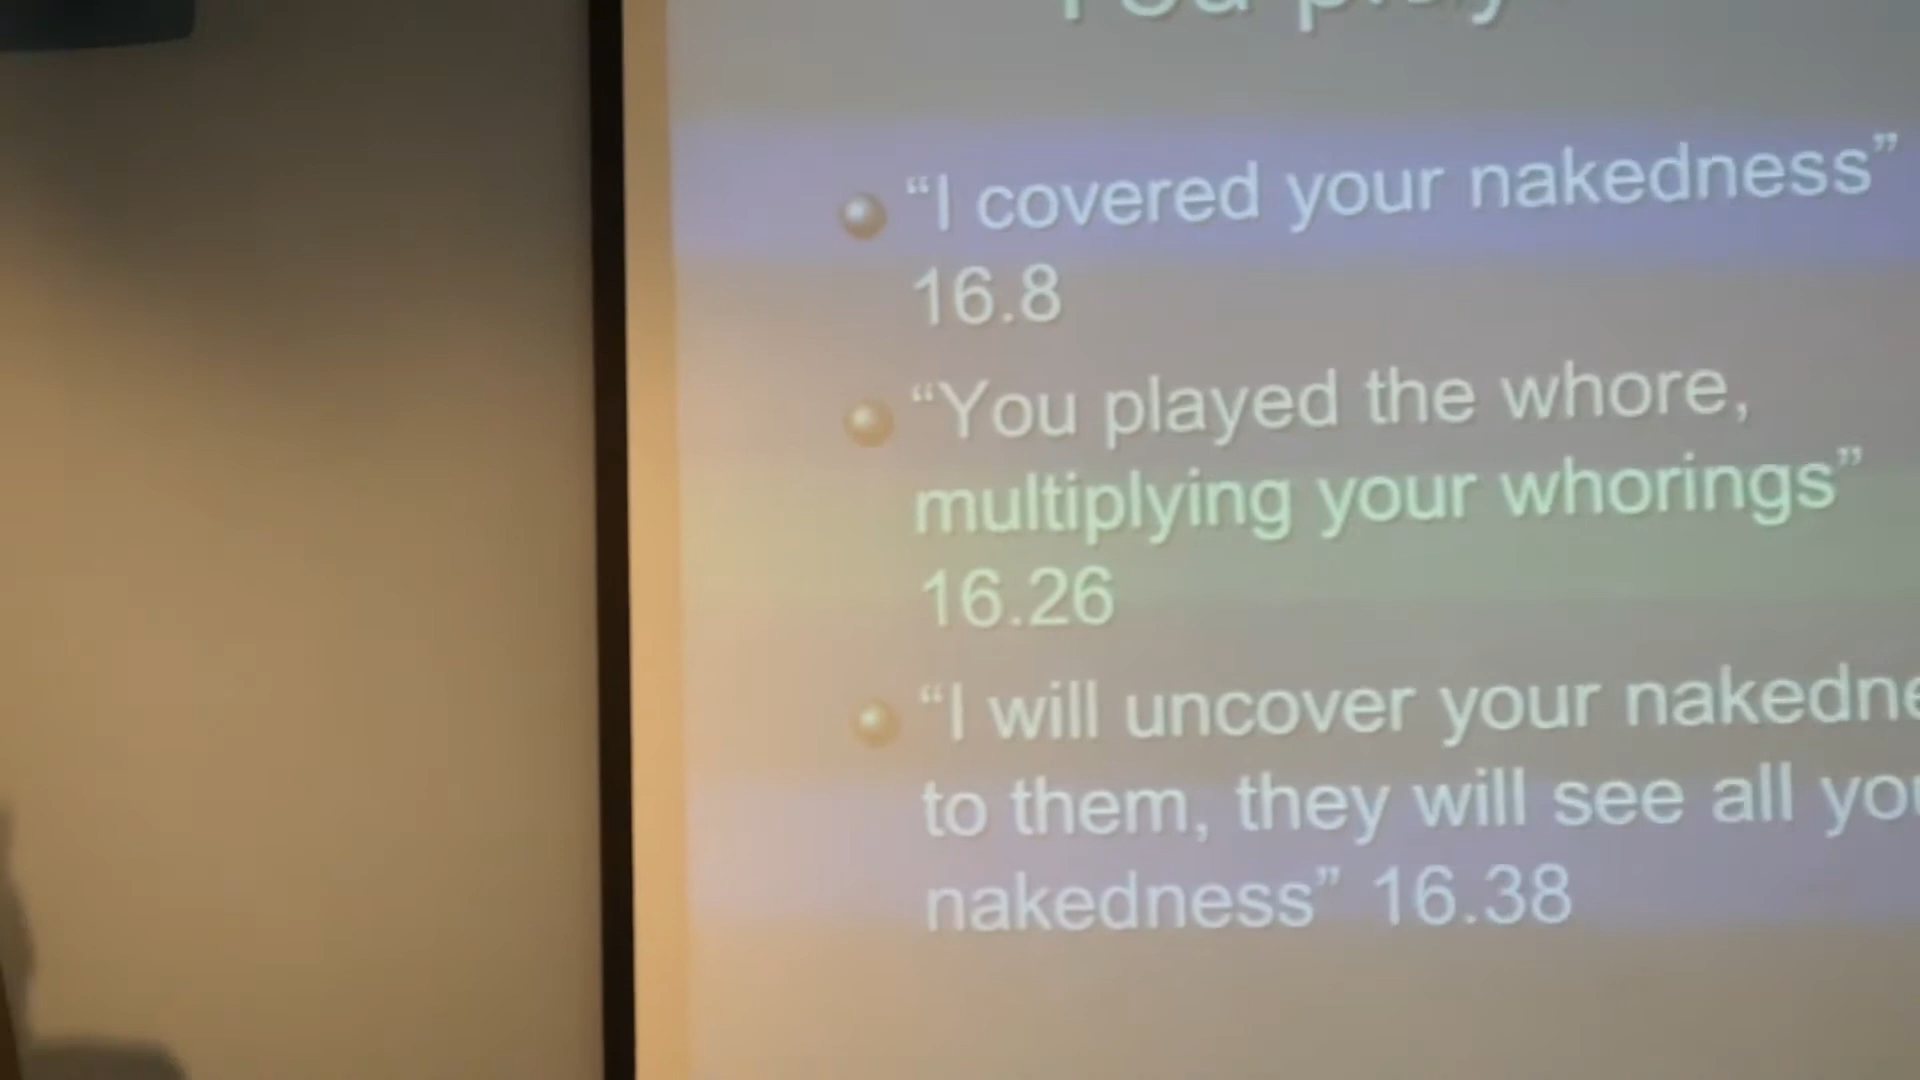 “I covered your nakedness”
16.8
“You played the whore,
multiplying your whorings”
16.26
“I will uncover your
to them, they will see all
nakedness” 16.38